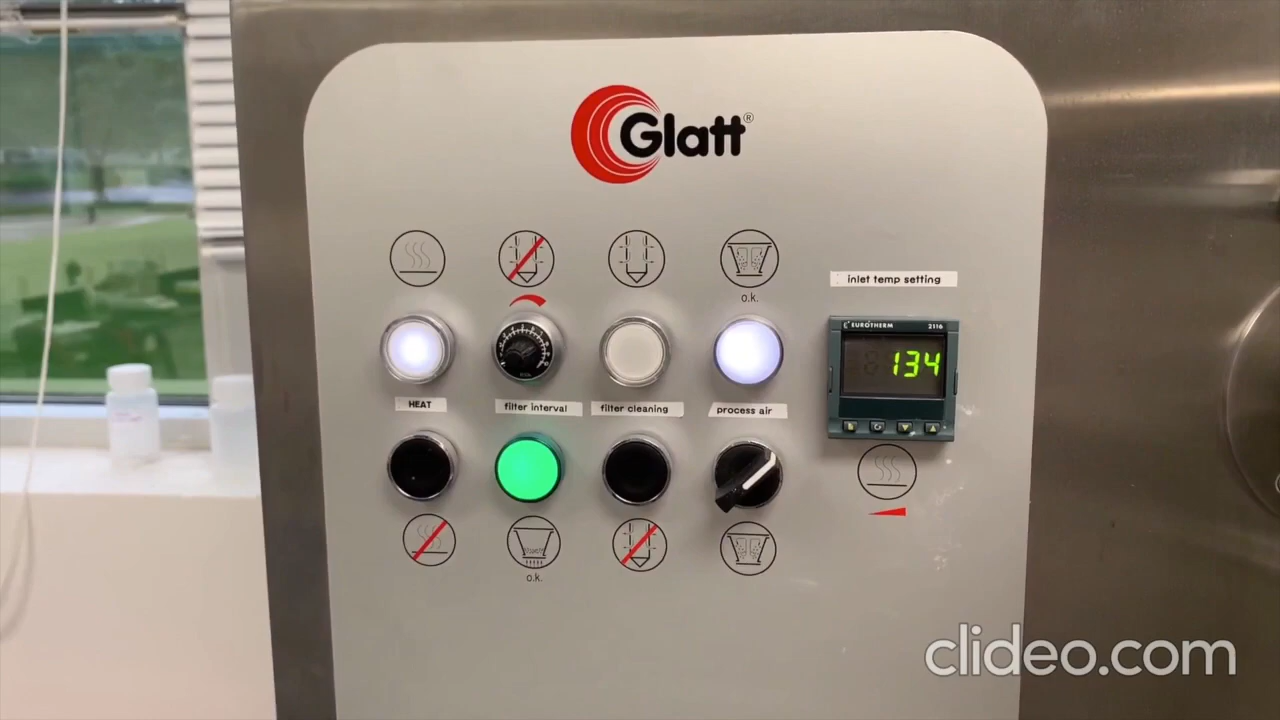 Glatt®
o.k.
inlet temp setting
EUROTHERM 2116
134
HEAT
filter interval
filter cleaning
process air
o.k.
clideo.com